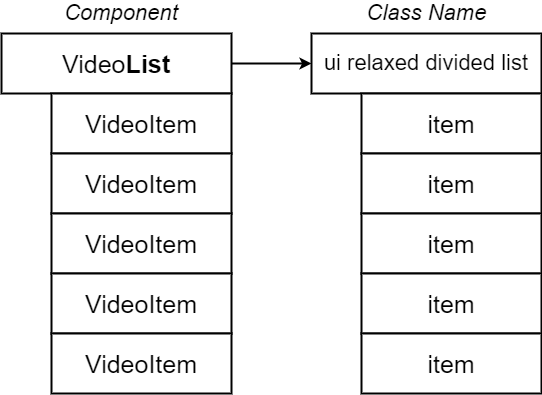 Component
Class Name
VideoList
ui relaxed divided list
VideoItem
item
VideoItem
item
VideoItem
item
VideoItem
item
VideoItem
item